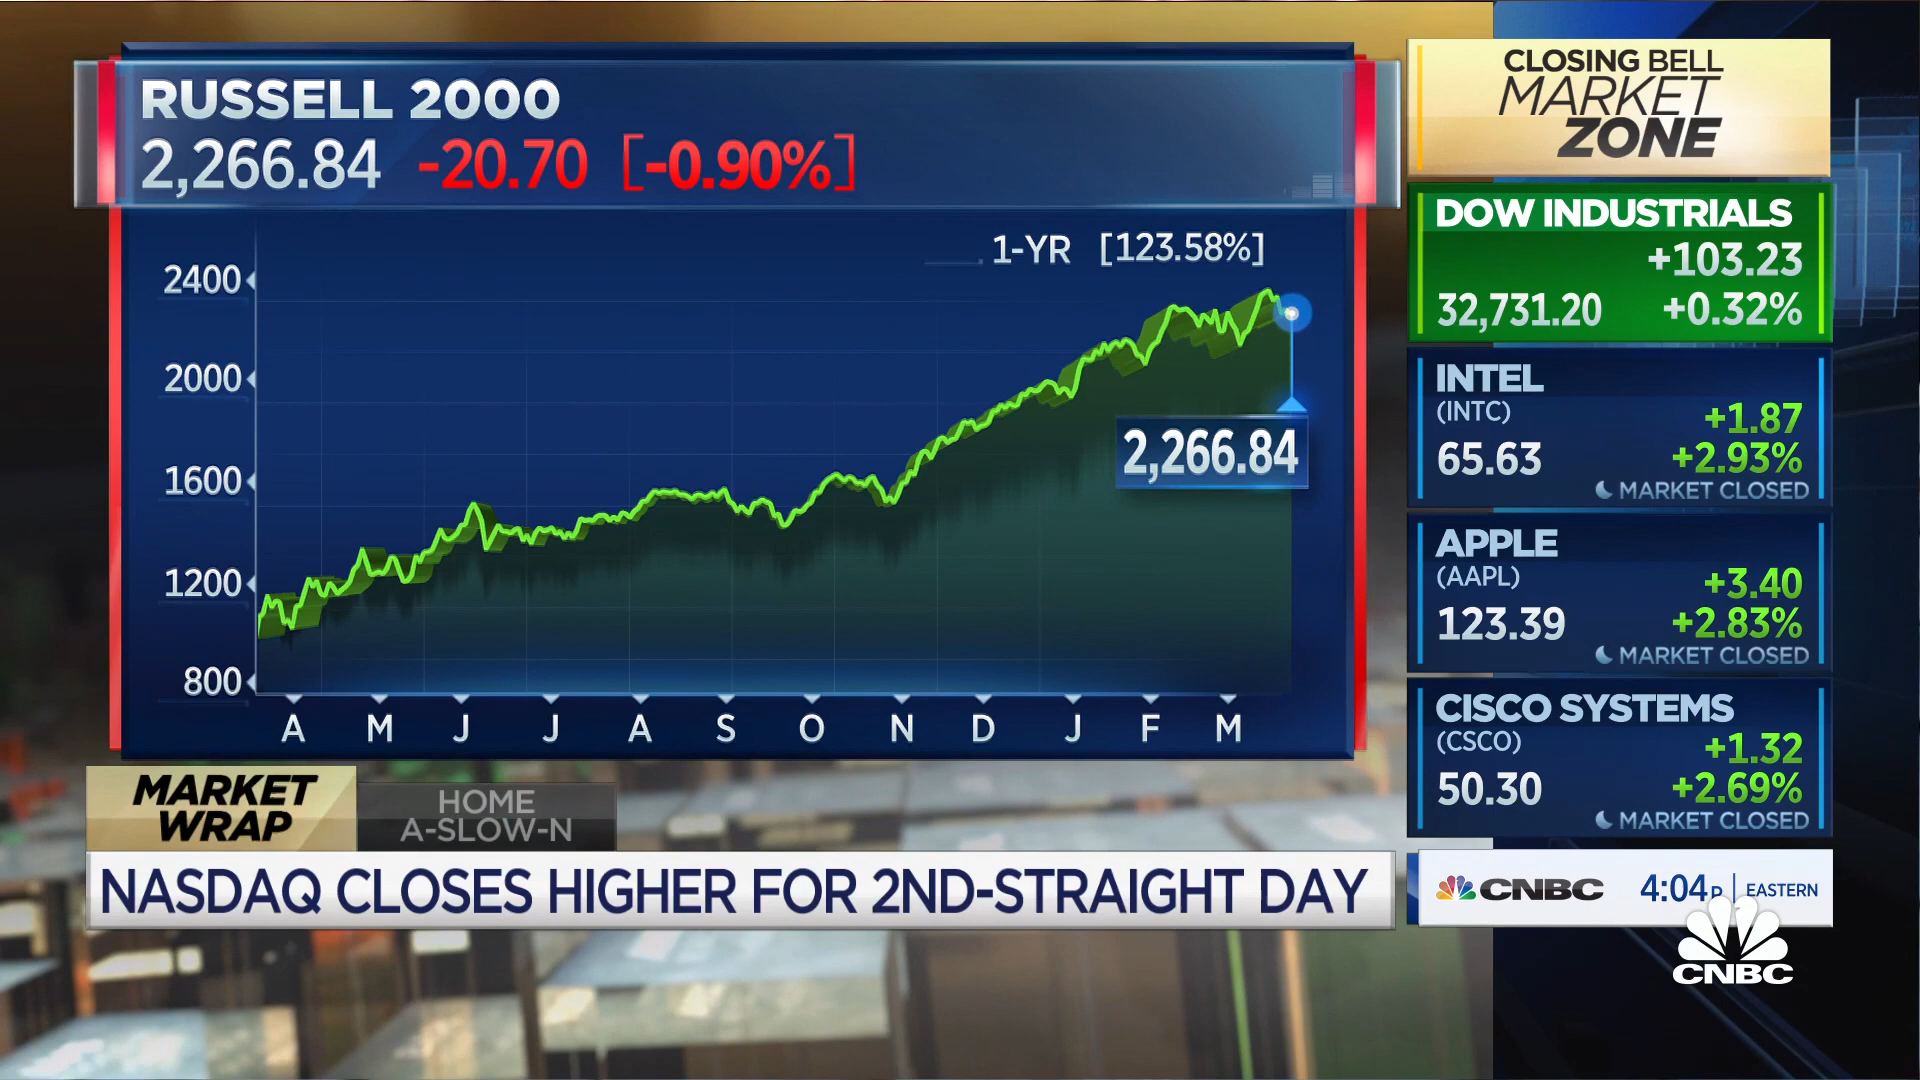 RUSSELL 2000
2,266.84 -20.70 [-0.90%]
1-YR [123.58%]
2400
2000
1600
1200
800
2,266.84
A M J J A S O N D J F M
MARKET
WRAP
HOME
A-SLOW-N
NASDAQ CLOSES HIGHER FOR 2ND-STRAIGHT DAY
CLOSING BELL
MARKET
ZONE
DOW INDUSTRIALS
+103.23
32,731.20 +0.32%
INTEL
(INTC)
+1.87
65.63 +2.93%
MARKET CLOSED
APPLE
(AAPL)
+3.40
123.39 +2.83%
MARKET CLOSED
CISCO SYSTEMS
(CSCO)
+1.32
50.30 +2.69%
MARKET CLOSED
CNBC 4:04P EASTERN
CNBC